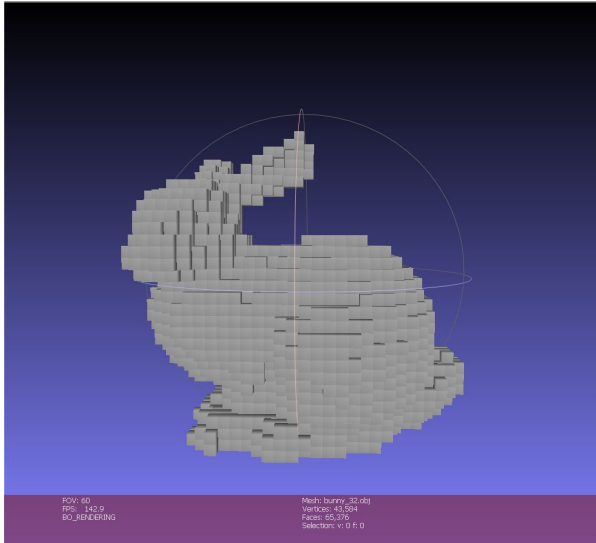 FOV: 60
FPS: 142.9
BO_RENDERING
Mesh: bunny_32.obj
Vertices: 43,584
Faces: 65,376
Selection: v: 0 f: 0